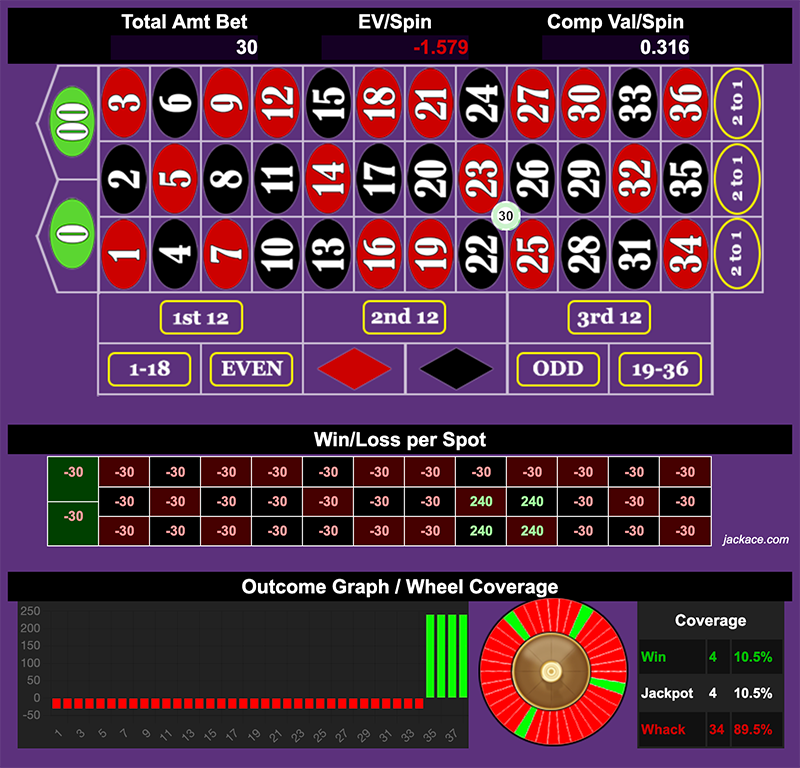 Total Amt Bet EV/Spin Comp Val/Spin
30 -1.579 0.316
00 3 6 9 12 15 18 21 24 27 30 33 36 2 to 1
2 5 8 11 14 17 20 23 26 29 32 35 2 to 1
30
0 1 4 7 10 13 16 19 22 25 28 31 34 2 to 1
1st 12 2nd 12 3rd 12
1-18 EVEN ODD 19-36
Win/Loss per Spot
-30 -30 -30 -30 -30 -30 -30 -30 -30 -30 -30 -30 -30
-30 -30 -30 -30 -30 -30 -30 -30 240 240 -30 -30 -30
-30 -30 -30 -30 -30 -30 -30 -30 240 240 -30 -30 -30
jackace.com
Outcome Graph / Wheel Coverage
250
200
150
100
50
0
-50
1 3 5 7 9 11 13 15 17 19 21 23 25 27 29 31 33 35 37
Coverage
Win 4 10.5%
Jackpot 4 10.5%
Whack 34 89.5%